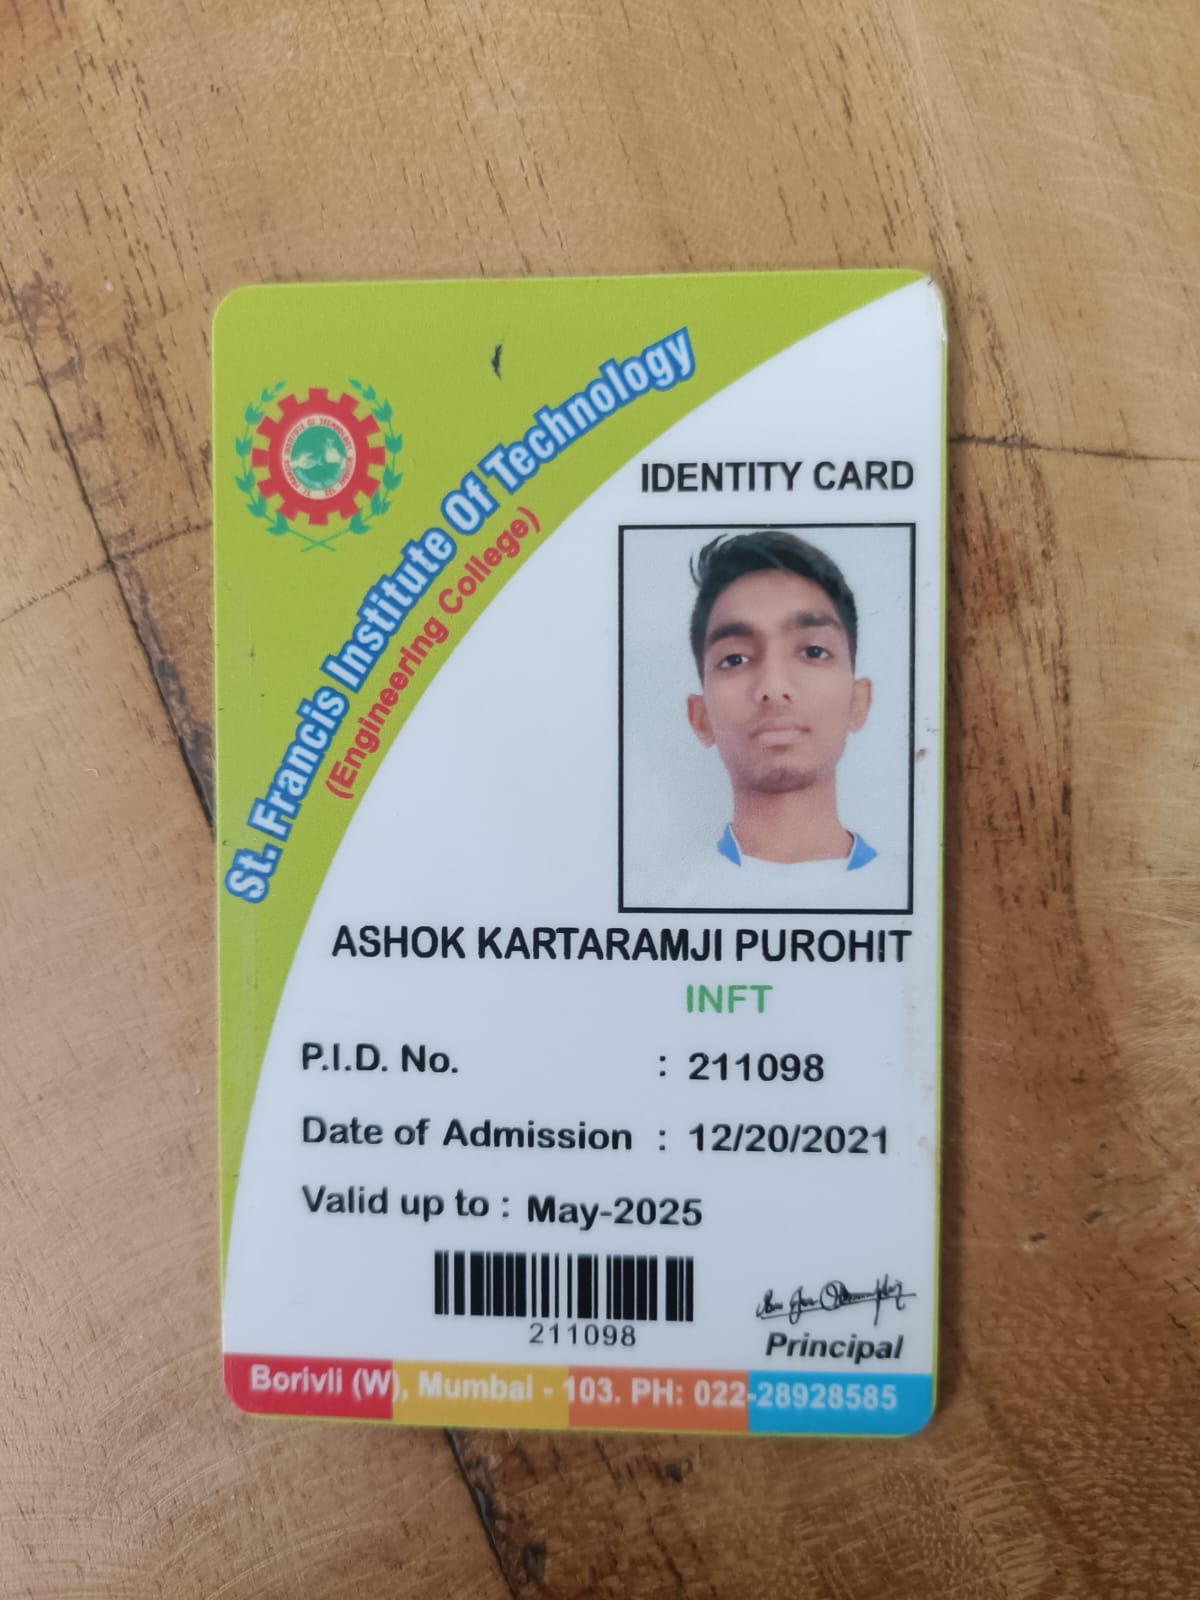 St. Francis Institute Of Technology
(Engineering College)
IDENTITY CARD
ASHOK KARTARAMJI PUROHIT
INFT
P.I.D. No. : 211098
Date of Admission : 12/20/2021
Valid up to : May-2025
211098
Principal
Borivli (W), Mumbai - 103. PH: 022-28928585